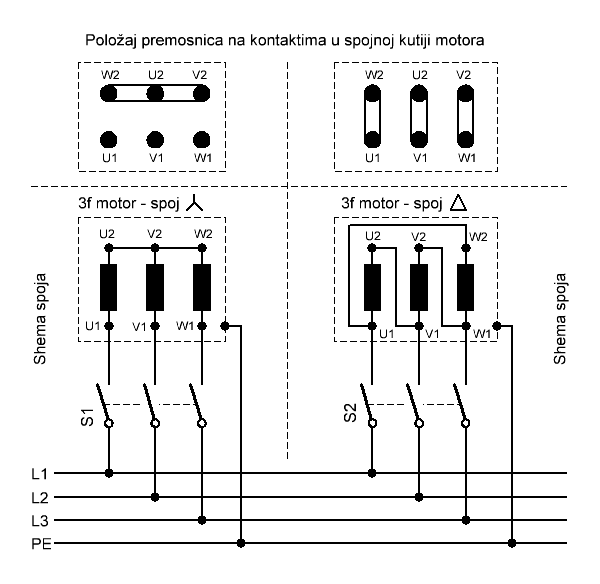 Položaj premosnica na kontaktima u spojnoj kutiji motora
W2 U2 V2
U1 V1 W1
W2 U2 V2
U1 V1 W1
3f motor - spoj
U2 V2 W2
U1 V1 W1
Shema spoja
S1
3f motor - spoj
U2 V2 W2
U1 V1 W1
Shema spoja
S2
L1
L2
L3
PE